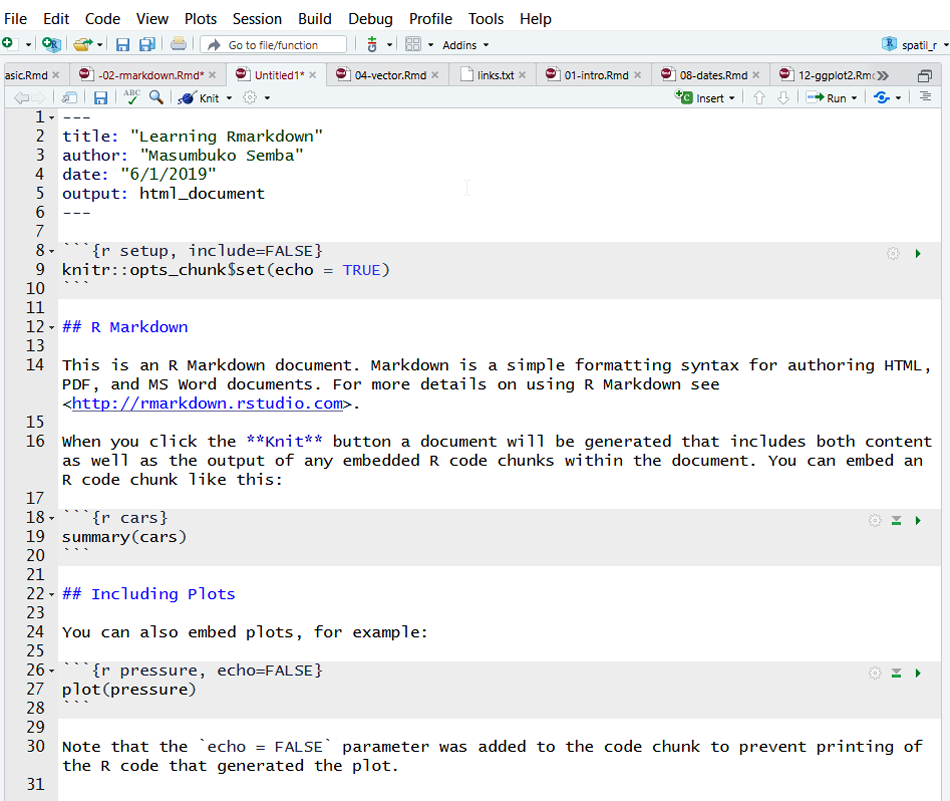 File Edit Code View Plots Session Build Debug Profile Tools Help
Go to file/function Addins spatil_r
asic.Rmd -02-rmarkdown.Rmd* Untitled1* 04-vector.Rmd links.txt 01-intro.Rmd 08-dates.Rmd 12-ggplot2.Rmd
ABC Knit Insert Run
1 ---
2 title: "Learning Rmarkdown"
3 author: "Masumbuko Semba"
4 date: "6/1/2019"
5 output: html_document
6 ---
7
8 ```{r setup, include=FALSE}
9 knitr::opts_chunk$set(echo = TRUE)
10 ```
11
12 ## R Markdown
13
14 This is an R Markdown document. Markdown is a simple formatting syntax for authoring HTML,
PDF, and MS Word documents. For more details on using R Markdown see
<http://rmarkdown.rstudio.com>.
15
16 When you click the **Knit** button a document will be generated that includes both content
as well as the output of any embedded R code chunks within the document. You can embed an
R code chunk like this:
17
18 ```{r cars}
19 summary(cars)
20 ```
21
22 ## Including Plots
23
24 You can also embed plots, for example:
25
26 ```{r pressure, echo=FALSE}
27 plot(pressure)
28 ```
29
30 Note that the `echo = FALSE` parameter was added to the code chunk to prevent printing of
the R code that generated the plot.
31